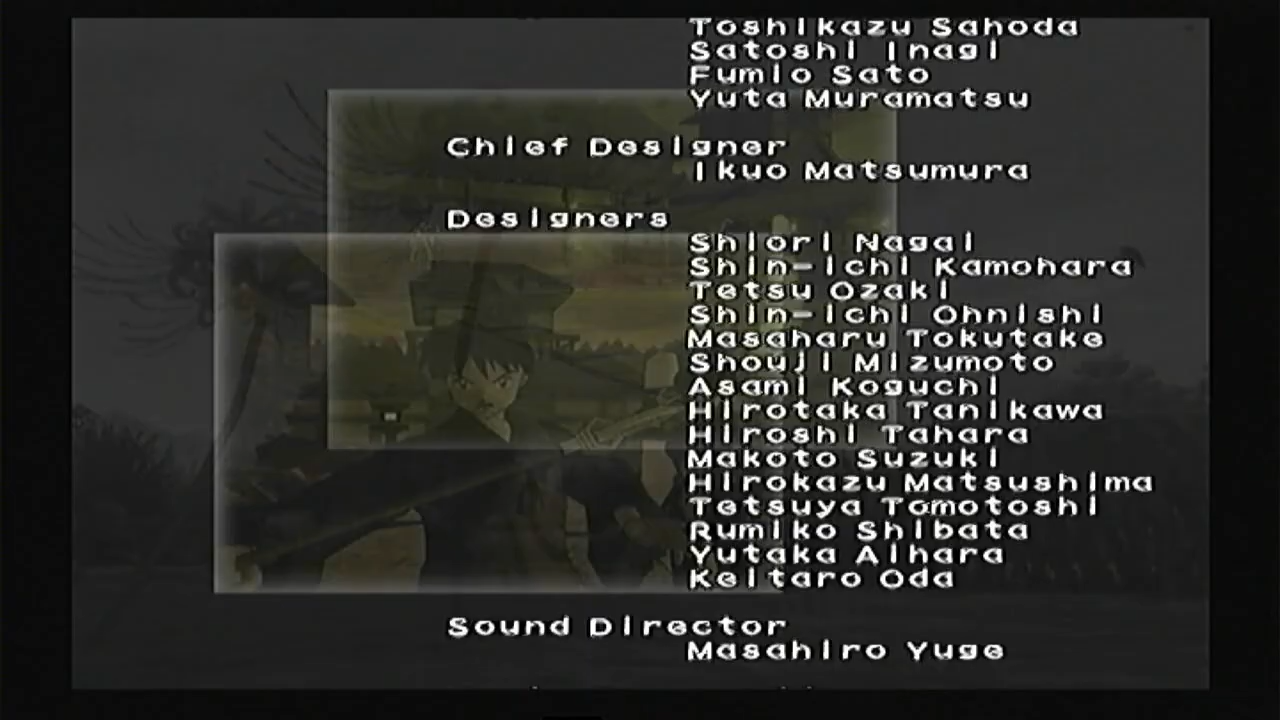 Toshikazu Sahoda
Satoshi Inagi
Fumio Sato
Yuta Muramatsu
Chief Designer
Ikuo Matsumura
Designers
Shiori Nagai
Shin-ichi Kamohara
Tetsu Ozaki
Shin-ichi Ohnishi
Masaharu Tokutake
Shouji Mizumoto
Asami Koguchi
Hirotaka Tanikawa
Hiroshi Tahara
Makoto Suzuki
Hirokazu Matsushima
Tetsuya Tomotoshi
Rumiko Shibata
Yutaka Aihara
Keitaro Oda
Sound Director
Masahiro Yuge